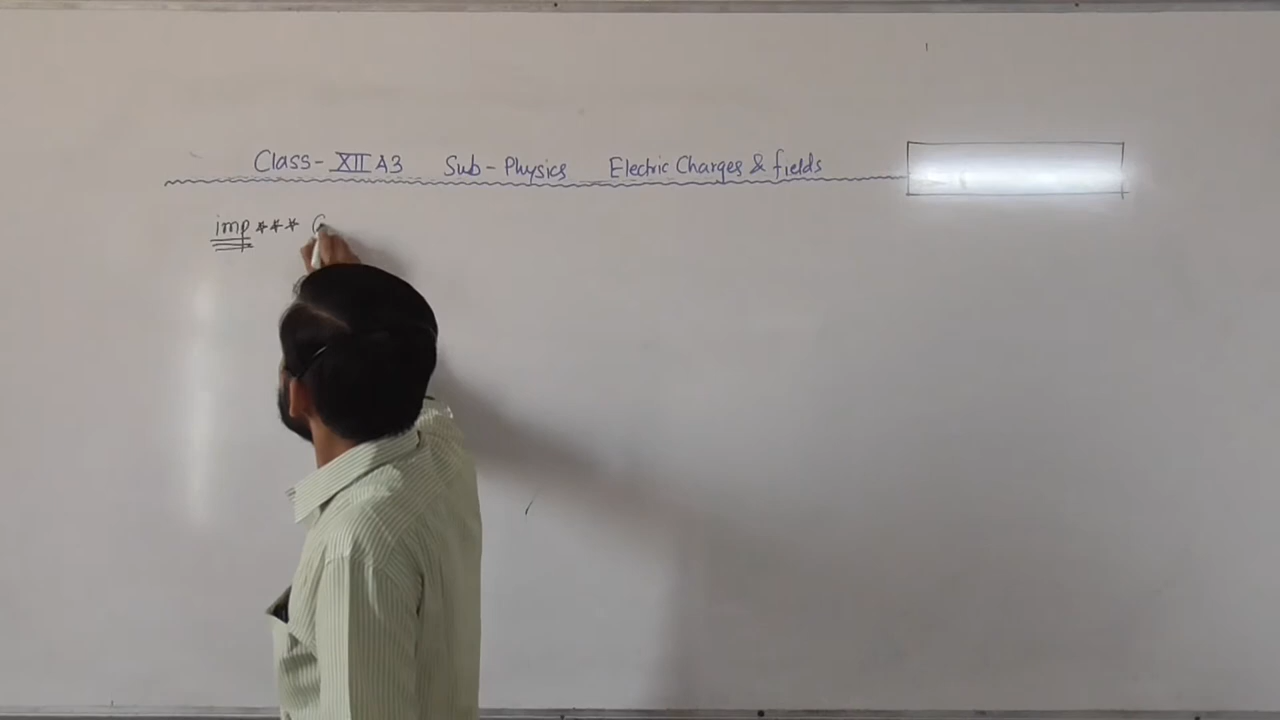 Class - XII A3 Sub - Physics Electric Charges & fields
imp ***